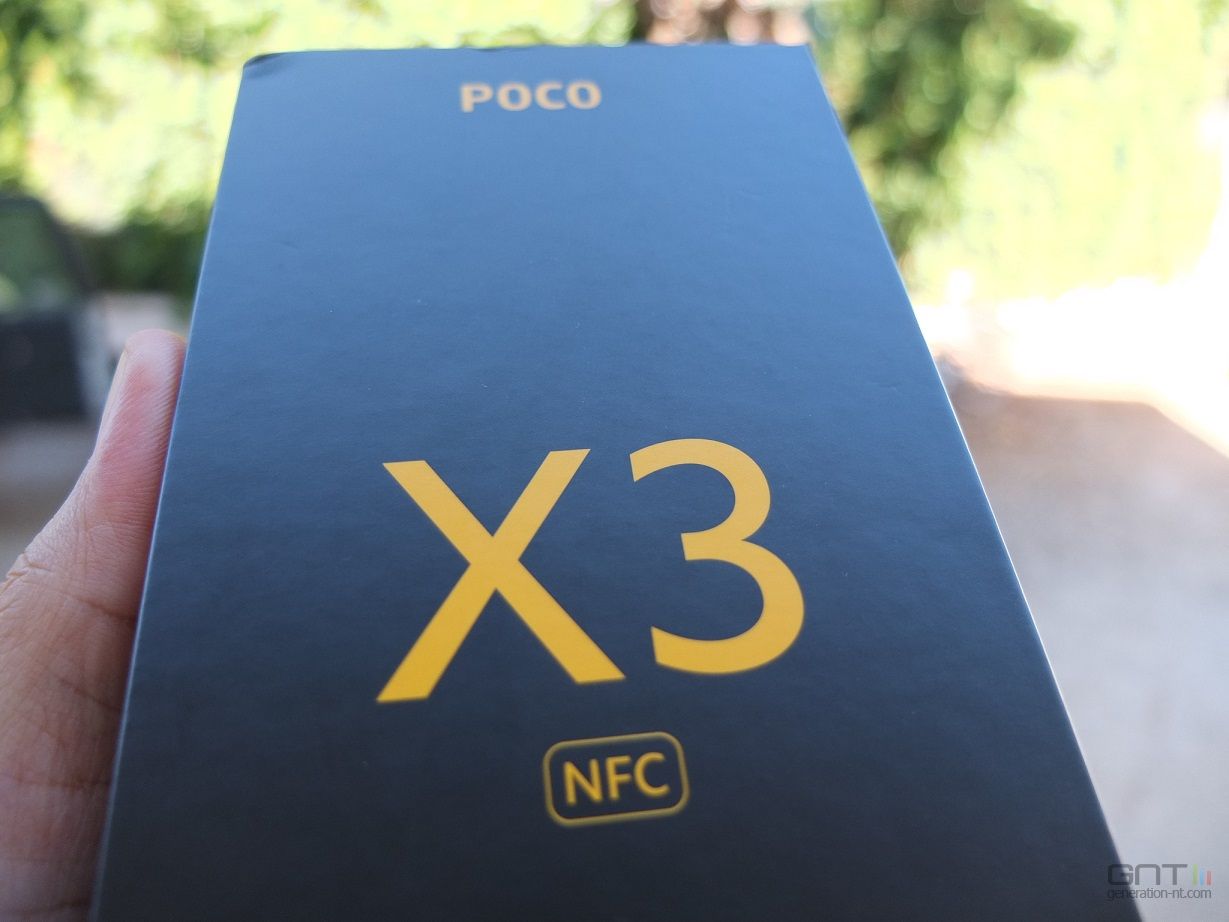 POCO
X3
NFC
GNT
generation-nt.com